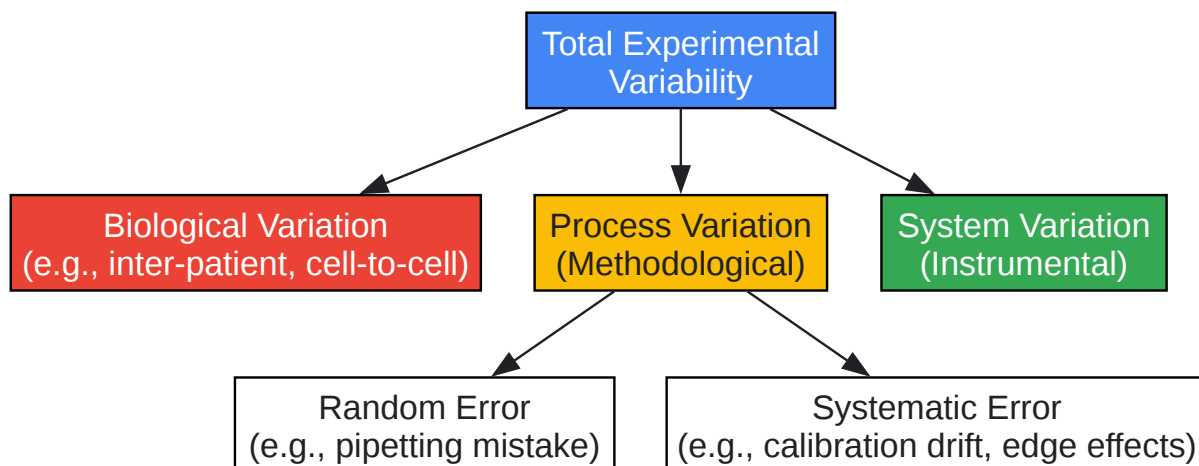 Total Experimental
Variability
Biological Variation
(e.g., inter-patient, cell-to-cell)
Process Variation
(Methodological)
System Variation
(Instrumental)
Random Error
(e.g., pipetting mistake)
Systematic Error
(e.g., calibration drift, edge effects)